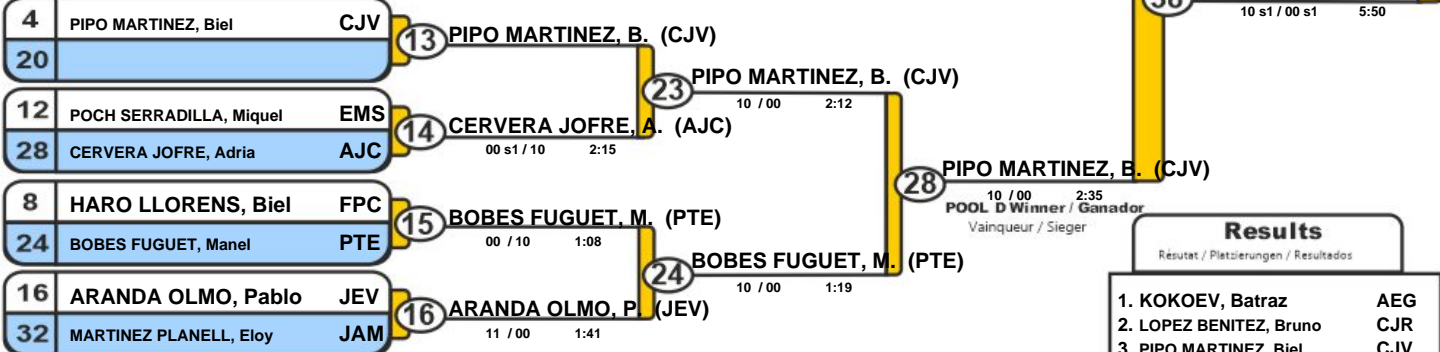 10 s1 / 00 s1 5:50
4 PIPO MARTINEZ, Biel CJV
20
13 PIPO MARTINEZ, B. (CJV)
12 POCH SERRADILLA, Miquel EMS
28 CERVERA JOFRE, Adria AJC
14 CERVERA JOFRE, A. (AJC)
00 s1 / 10 2:15
23 PIPO MARTINEZ, B. (CJV)
10 / 00 2:12
8 HARO LLORENS, Biel FPC
24 BOBES FUGUET, Manel PTE
15 BOBES FUGUET, M. (PTE)
00 / 10 1:08
16 ARANDA OLMO, Pablo JEV
32 MARTINEZ PLANELL, Eloy JAM
16 ARANDA OLMO, P. (JEV)
11 / 00 1:41
24 BOBES FUGUET, M. (PTE)
10 / 00 1:19
28 PIPO MARTINEZ, B. (CJV)
10 / 00 2:35
POOL D Winner / Ganador
Vainqueur / Sieger
Results
Résutat / Platzierungen / Resultados
1. KOKOEV, Batraz AEG
2. LOPEZ BENITEZ, Bruno CJR
3. PIPO MARTINEZ, Biel CJV